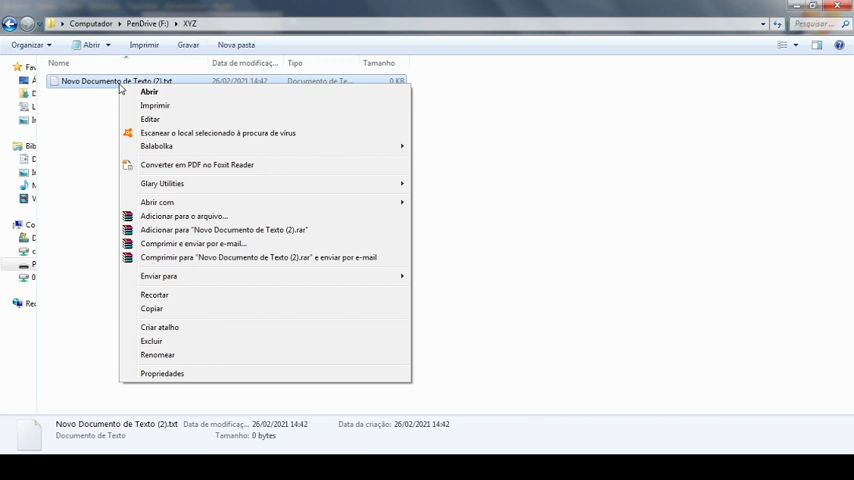 Computador ▸ PenDrive (F:) ▸ XYZ
Pesquisar...
Organizar Abrir Imprimir Gravar Nova pasta
Nome Data de modificaç... Tipo Tamanho
Novo Documento de Texto (2).txt 26/02/2021 14:42 Documento de Te... 0 KB
Abrir
Imprimir
Editar
Escanear o local selecionado à procura de vírus
Balabolka
Converter em PDF no Foxit Reader
Glary Utilities
Abrir com
Adicionar para o arquivo...
Adicionar para "Novo Documento de Texto (2).rar"
Comprimir e enviar por e-mail...
Comprimir para "Novo Documento de Texto (2).rar" e enviar por e-mail
Enviar para
Recortar
Copiar
Criar atalho
Excluir
Renomear
Propriedades
Fav
Bib
Co
Rec
Novo Documento de Texto (2).txt Data de modificaç... 26/02/2021 14:42 Data da criação: 26/02/2021 14:42
Documento de Texto Tamanho: 0 bytes